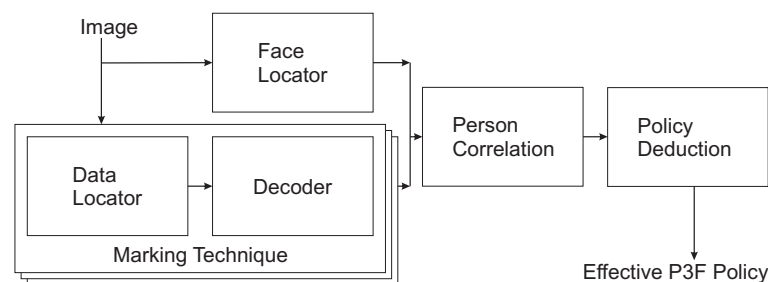 Image
Face
Locator
Person
Correlation
Policy
Deduction
Data
Locator
Decoder
Marking Technique
Effective P3F Policy